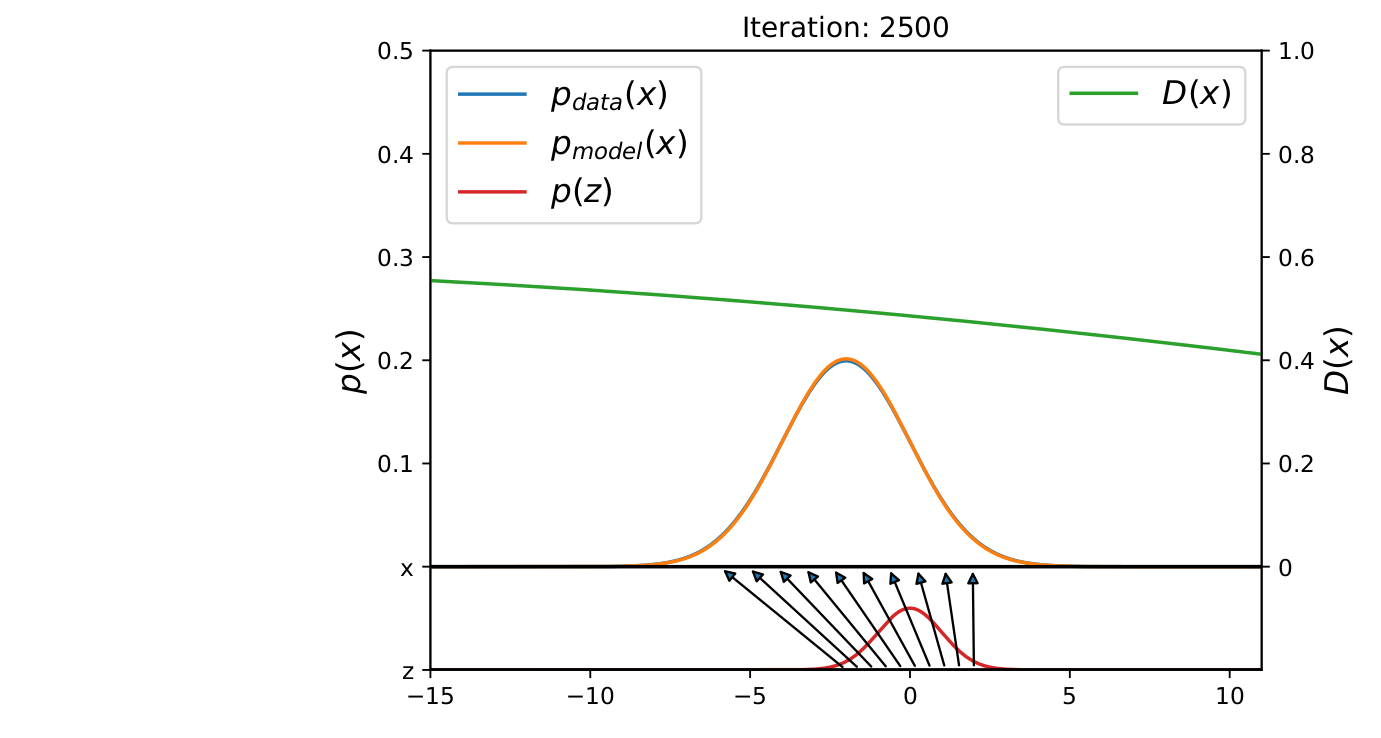 Iteration: 2500
0.5
0.4
0.3
0.2
0.1
x
z
p(x)
p_data(x)
p_model(x)
p(z)
D(x)
1.0
0.8
0.6
0.4
0.2
0
D(x)
−15
−10
−5
0
5
10